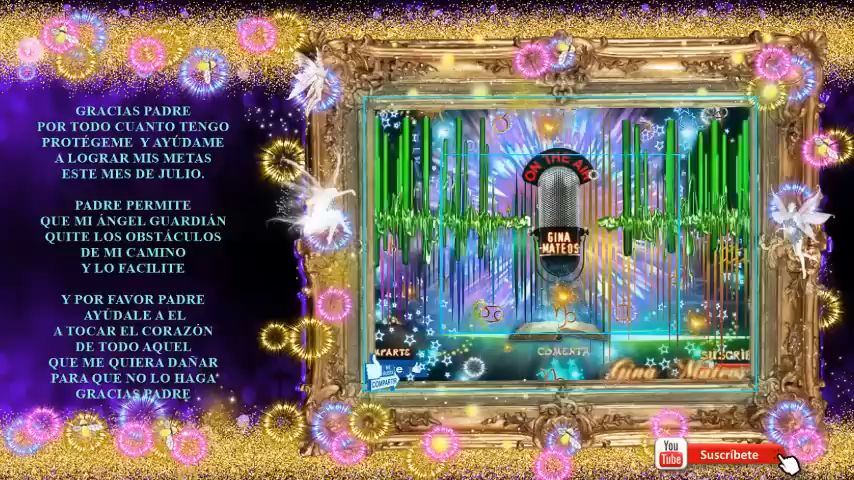 GRACIAS PADRE
POR TODO CUANTO TENGO
PROTÉGEME Y AYÚDAME
A LOGRAR MIS METAS
ESTE MES DE JULIO.
PADRE PERMITE
QUE MI ÁNGEL GUARDIÁN
QUITE LOS OBSTÁCULOS
DE MI CAMINO
Y LO FACILITE
Y POR FAVOR PADRE
AYÚDALE A EL
A TOCAR EL CORAZÓN
DE TODO AQUEL
QUE ME QUIERA DAÑAR
PARA QUE NO LO HAGA
GRACIAS PADRE
ON THE AIR
GINA
-MATEOS
COMENTA
Gina Mateos
COMPARTIR
You
Tube
Suscríbete